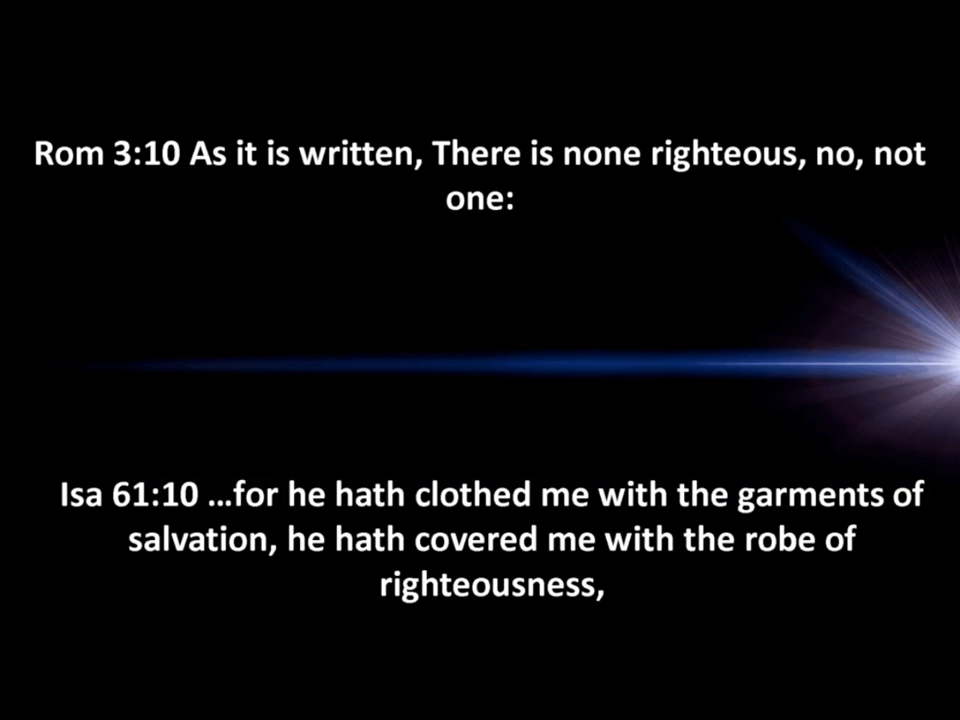 Rom 3:10 As it is written, There is none righteous, no, not
one:
Isa 61:10 …for he hath clothed me with the garments of
salvation, he hath covered me with the robe of
righteousness,